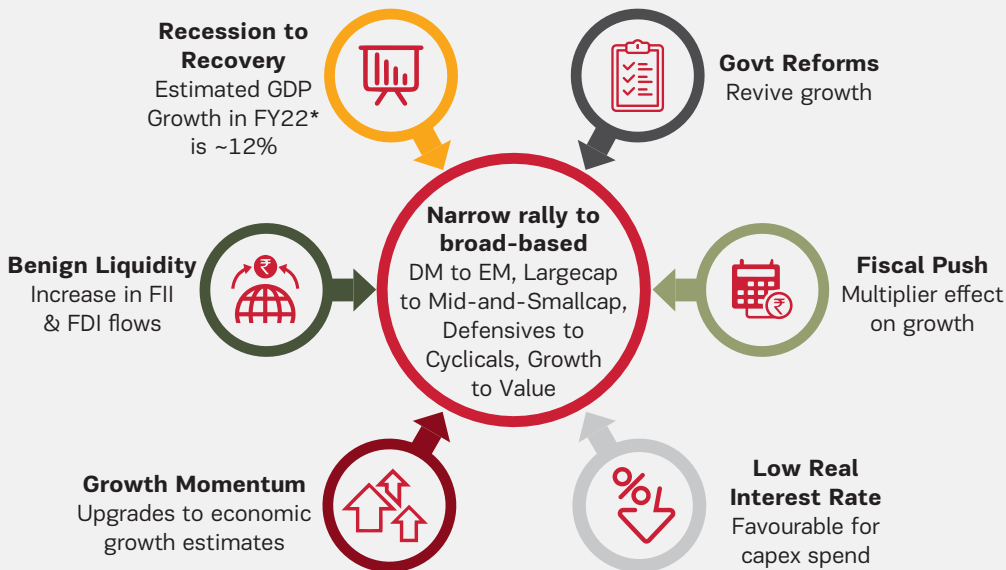 Recession to
Recovery
Estimated GDP
Growth in FY22*
is ~12%
Govt Reforms
Revive growth
Benign Liquidity
Increase in FII
& FDI flows
₹
Narrow rally to
broad-based
DM to EM, Largecap
to Mid-and-Smallcap,
Defensives to
Cyclicals, Growth
to Value
₹
Fiscal Push
Multiplier effect
on growth
Growth Momentum
Upgrades to economic
growth estimates
%
Low Real
Interest Rate
Favourable for
capex spend